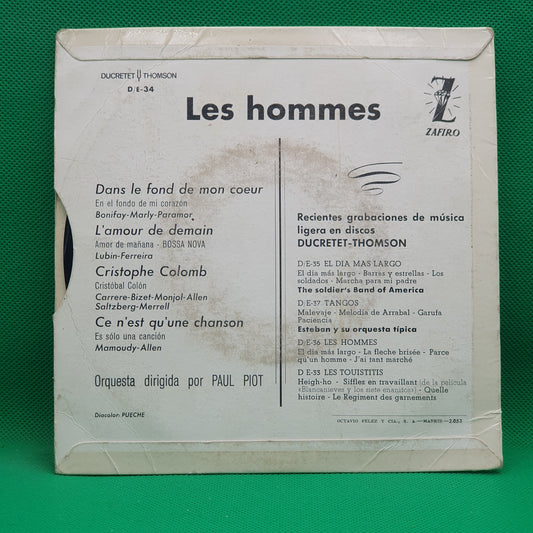 DUCRETET THOMSON
D/E-34
Les hommes
ZAFIRO
Dans le fond de mon coeur
En el fondo de mi corazón
Bonifay-Marly-Paramor
L'amour de demain
Amor de mañana - BOSSA NOVA
Lubin-Ferreira
Cristophe Colomb
Cristóbal Colón
Carrere-Bizet-Monjol-Allen
Saltzberg-Merrell
Ce n'est qu'une chanson
Es sólo una canción
Mamoudy-Allen
Orquesta dirigida por PAUL PIOT
Diacolor: PUECHE
Recientes grabaciones de música
ligera en discos
DUCRETET-THOMSON
D/E-35 EL DIA MAS LARGO
El día más largo - Barras y estrellas - Los
soldados - Marcha para mi padre
The soldier's Band of America
D/E-37 TANGOS
Malevaje - Melodía de Arrabal - Garufa
Paciencia
Esteban y su orquesta típica
D/E-36 LES HOMMES
El día más largo - La fleche brisée - Parce
qu'un homme - J'ai tant marché
D E-33 LES TOUISTITIS
Heigh-ho - Siffles en travaillant (de la película
«Blancanieves y los siete enanitos») - Quelle
histoire - Le Regiment des garnements
OCTAVIO FELEZ Y CIA., S. A.—MADRID—2.053